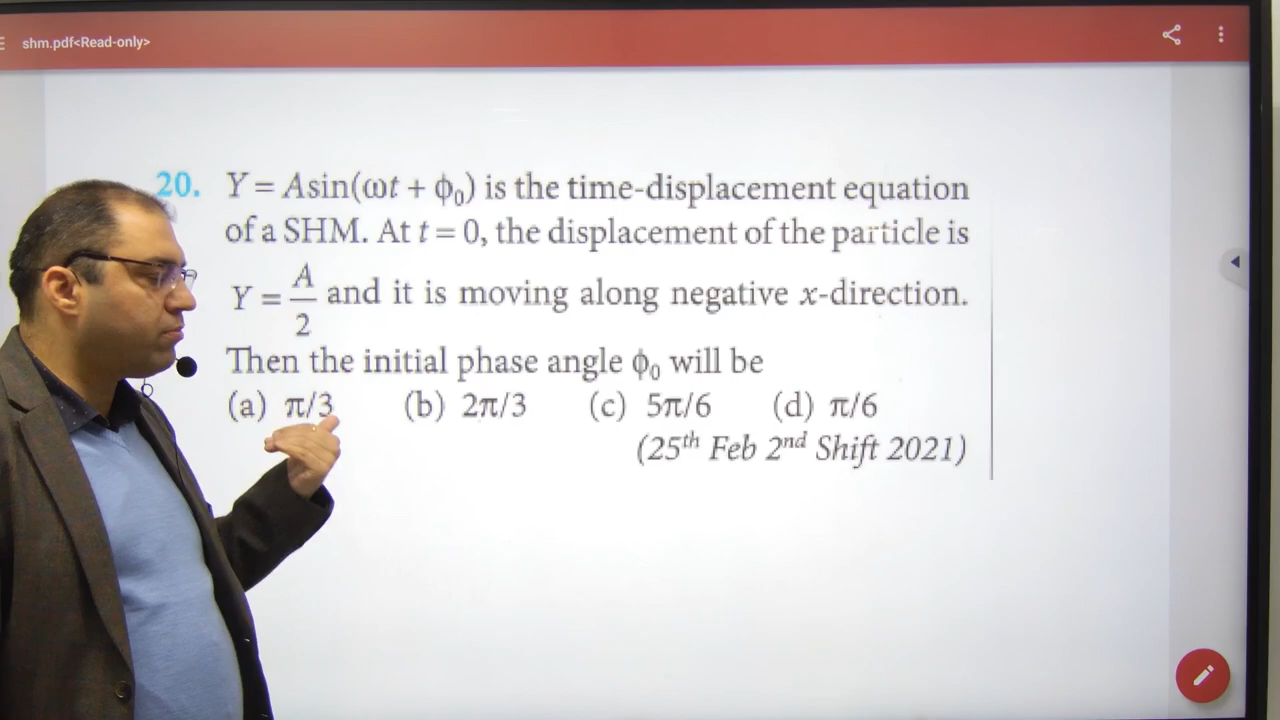 shm.pdf<Read-only>
20. Y = Asin(ωt + ϕ₀) is the time-displacement equation
of a SHM. At t = 0, the displacement of the particle is
Y = A/2 and it is moving along negative x-direction.
Then the initial phase angle ϕ₀ will be
(a) π/3 (b) 2π/3 (c) 5π/6 (d) π/6
(25th Feb 2nd Shift 2021)